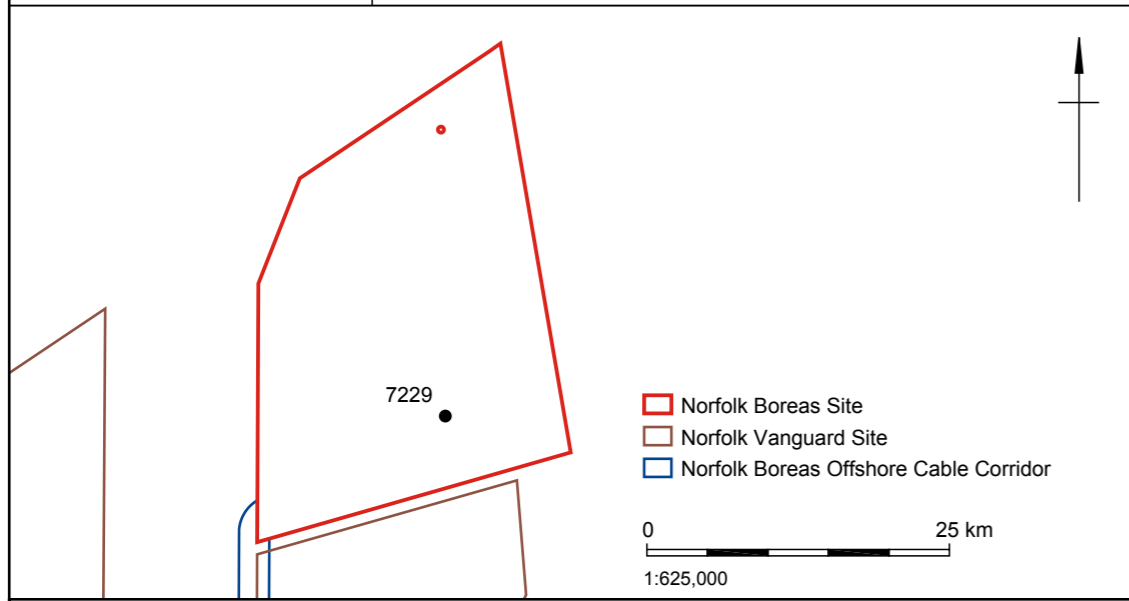 7229
Norfolk Boreas Site
Norfolk Vanguard Site
Norfolk Boreas Offshore Cable Corridor
0 25 km
1:625,000